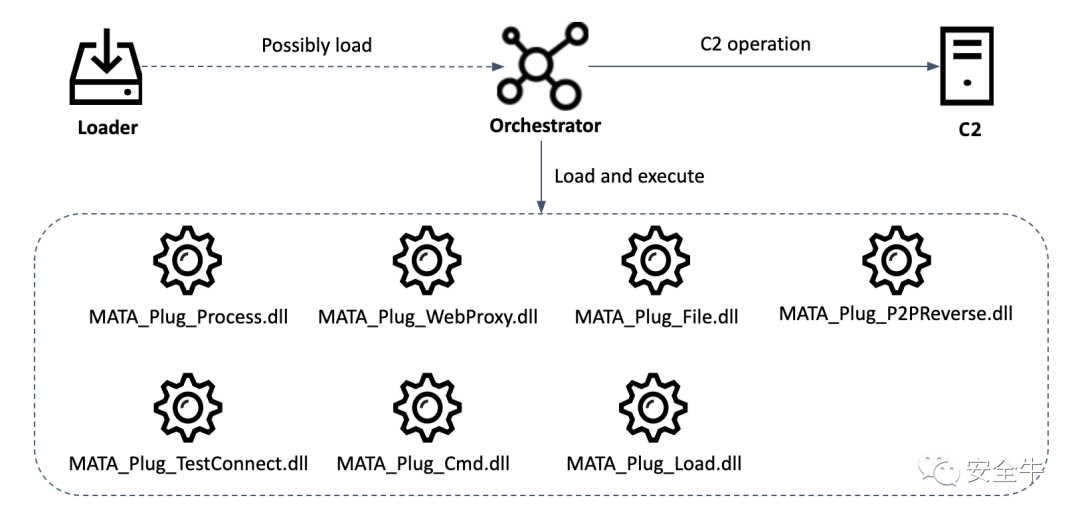 Possibly load
C2 operation
Loader
Orchestrator
C2
Load and execute
MATA_Plug_Process.dll
MATA_Plug_WebProxy.dll
MATA_Plug_File.dll
MATA_Plug_P2PReverse.dll
MATA_Plug_TestConnect.dll
MATA_Plug_Cmd.dll
MATA_Plug_Load.dll
安全牛